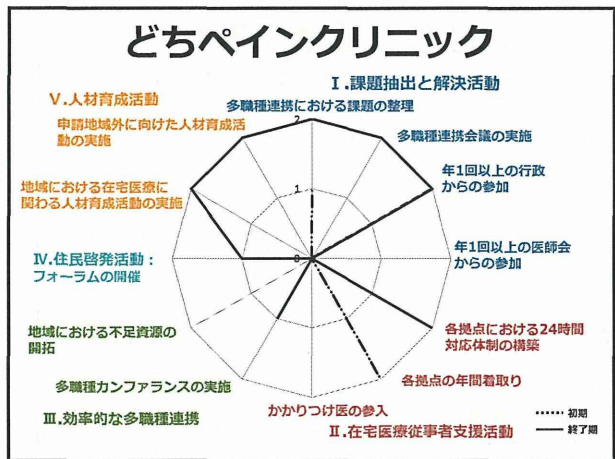 どちペインクリニック
Ⅰ.課題抽出と解決活動
Ⅴ.人材育成活動
多職種連携における課題の整理
申請地域外に向けた人材育成活
動の実施
2
多職種連携会議の実施
1
年1回以上の行政
からの参加
地域における在宅医療に
関わる人材育成活動の実施
0
Ⅳ.住民啓発活動:
フォーラムの開催
年1回以上の医師会
からの参加
地域における不足資源の
開拓
各拠点における24時間
対応体制の構築
多職種カンファランスの実施
各拠点の年間着取り
かかりつけ医の参入
Ⅲ.効率的な多職種連携
Ⅱ.在宅医療従事者支援活動
初期
終了期